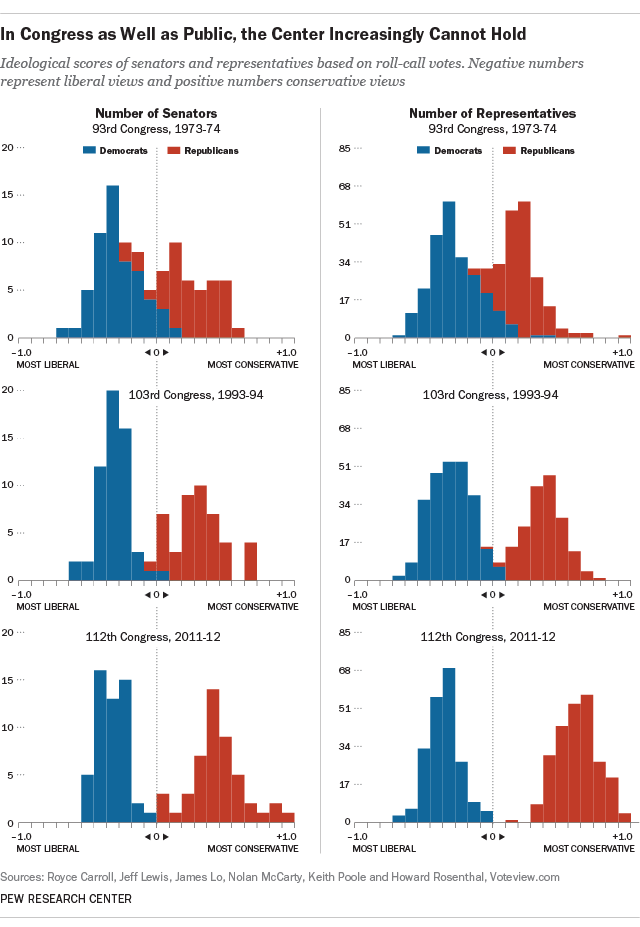 In Congress as Well as Public, the Center Increasingly Cannot Hold
Ideological scores of senators and representatives based on roll-call votes. Negative numbers
represent liberal views and positive numbers conservative views
Number of Senators
93rd Congress, 1973-74
Democrats Republicans
20
15
10
5
0
–1.0 ◄ 0 ► +1.0
MOST LIBERAL MOST CONSERVATIVE
Number of Representatives
93rd Congress, 1973-74
Democrats Republicans
85
68
51
34
17
0
–1.0 ◄ 0 ► +1.0
MOST LIBERAL MOST CONSERVATIVE
103rd Congress, 1993-94
20
15
10
5
0
–1.0 ◄ 0 ► +1.0
MOST LIBERAL MOST CONSERVATIVE
103rd Congress, 1993-94
85
68
51
34
17
0
–1.0 ◄ 0 ► +1.0
MOST LIBERAL MOST CONSERVATIVE
112th Congress, 2011-12
20
15
10
5
0
–1.0 ◄ 0 ► +1.0
MOST LIBERAL MOST CONSERVATIVE
112th Congress, 2011-12
85
68
51
34
17
0
–1.0 ◄ 0 ► +1.0
MOST LIBERAL MOST CONSERVATIVE
Sources: Royce Carroll, Jeff Lewis, James Lo, Nolan McCarty, Keith Poole and Howard Rosenthal, Voteview.com
PEW RESEARCH CENTER